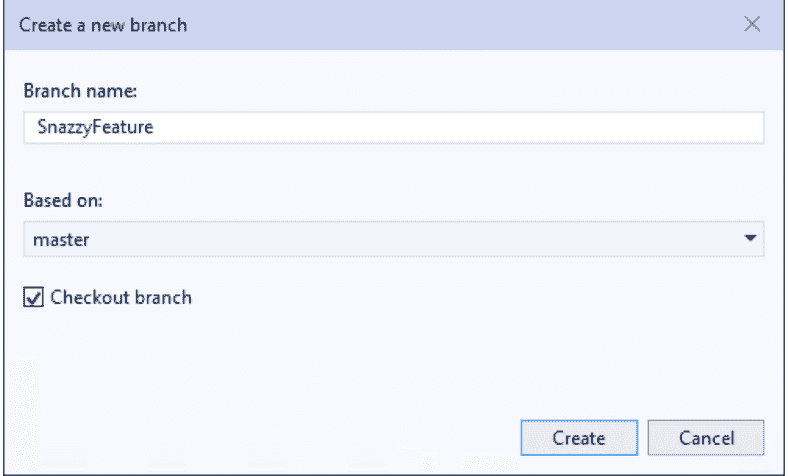 Create a new branch
Branch name:
SnazzyFeature
Based on:
master
Checkout branch
Create
Cancel